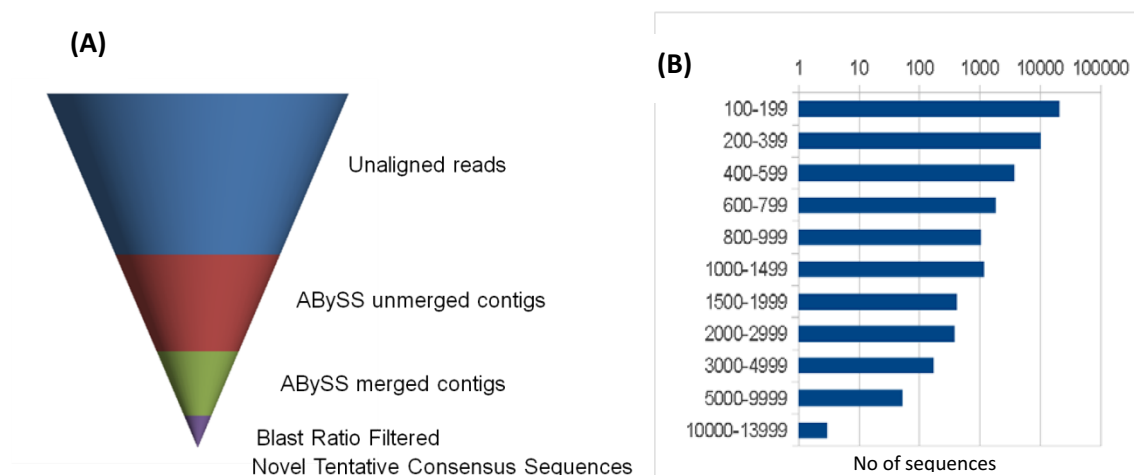 (A)
Unaligned reads
ABySS unmerged contigs
ABySS merged contigs
Blast Ratio Filtered
Novel Tentative Consensus Sequences
(B)
1 10 100 1000 10000 100000
100-199
200-399
400-599
600-799
800-999
1000-1499
1500-1999
2000-2999
3000-4999
5000-9999
10000-13999
No of sequences